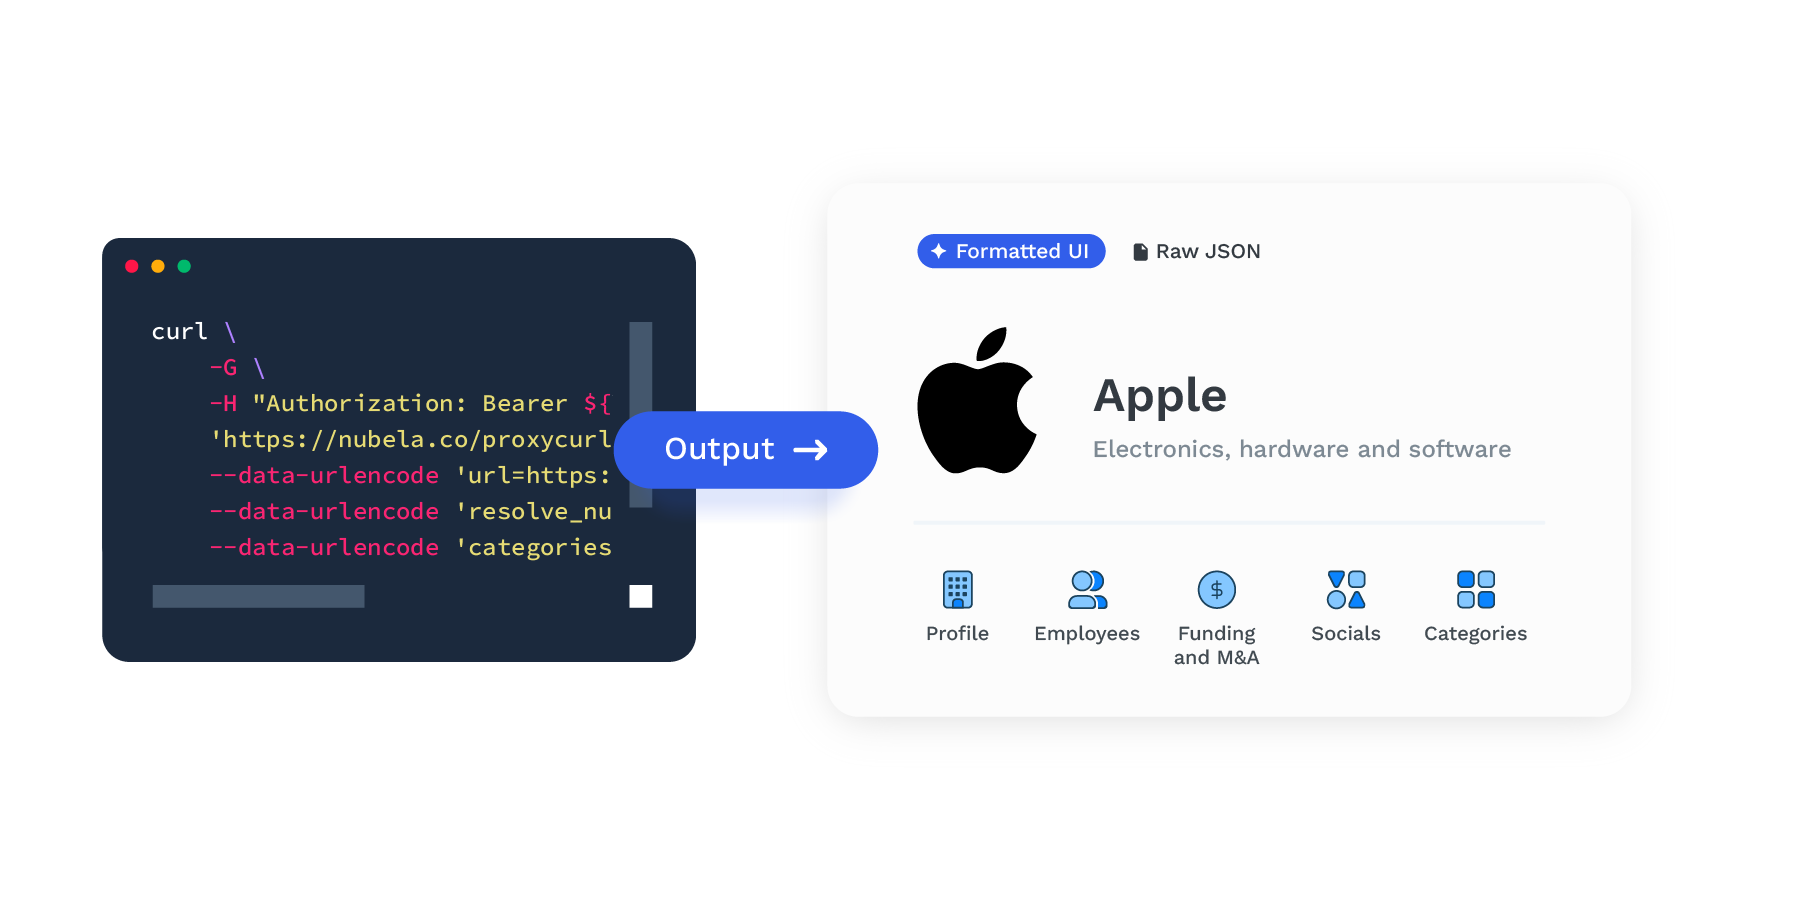 curl \
-G \
-H "Authorization: Bearer ${
'https://nubela.co/proxycurl
--data-urlencode 'url=https:
--data-urlencode 'resolve_nu
--data-urlencode 'categories
Output →
Formatted UI
Raw JSON
Apple
Electronics, hardware and software
Profile
Employees
Funding
and M&A
Socials
Categories